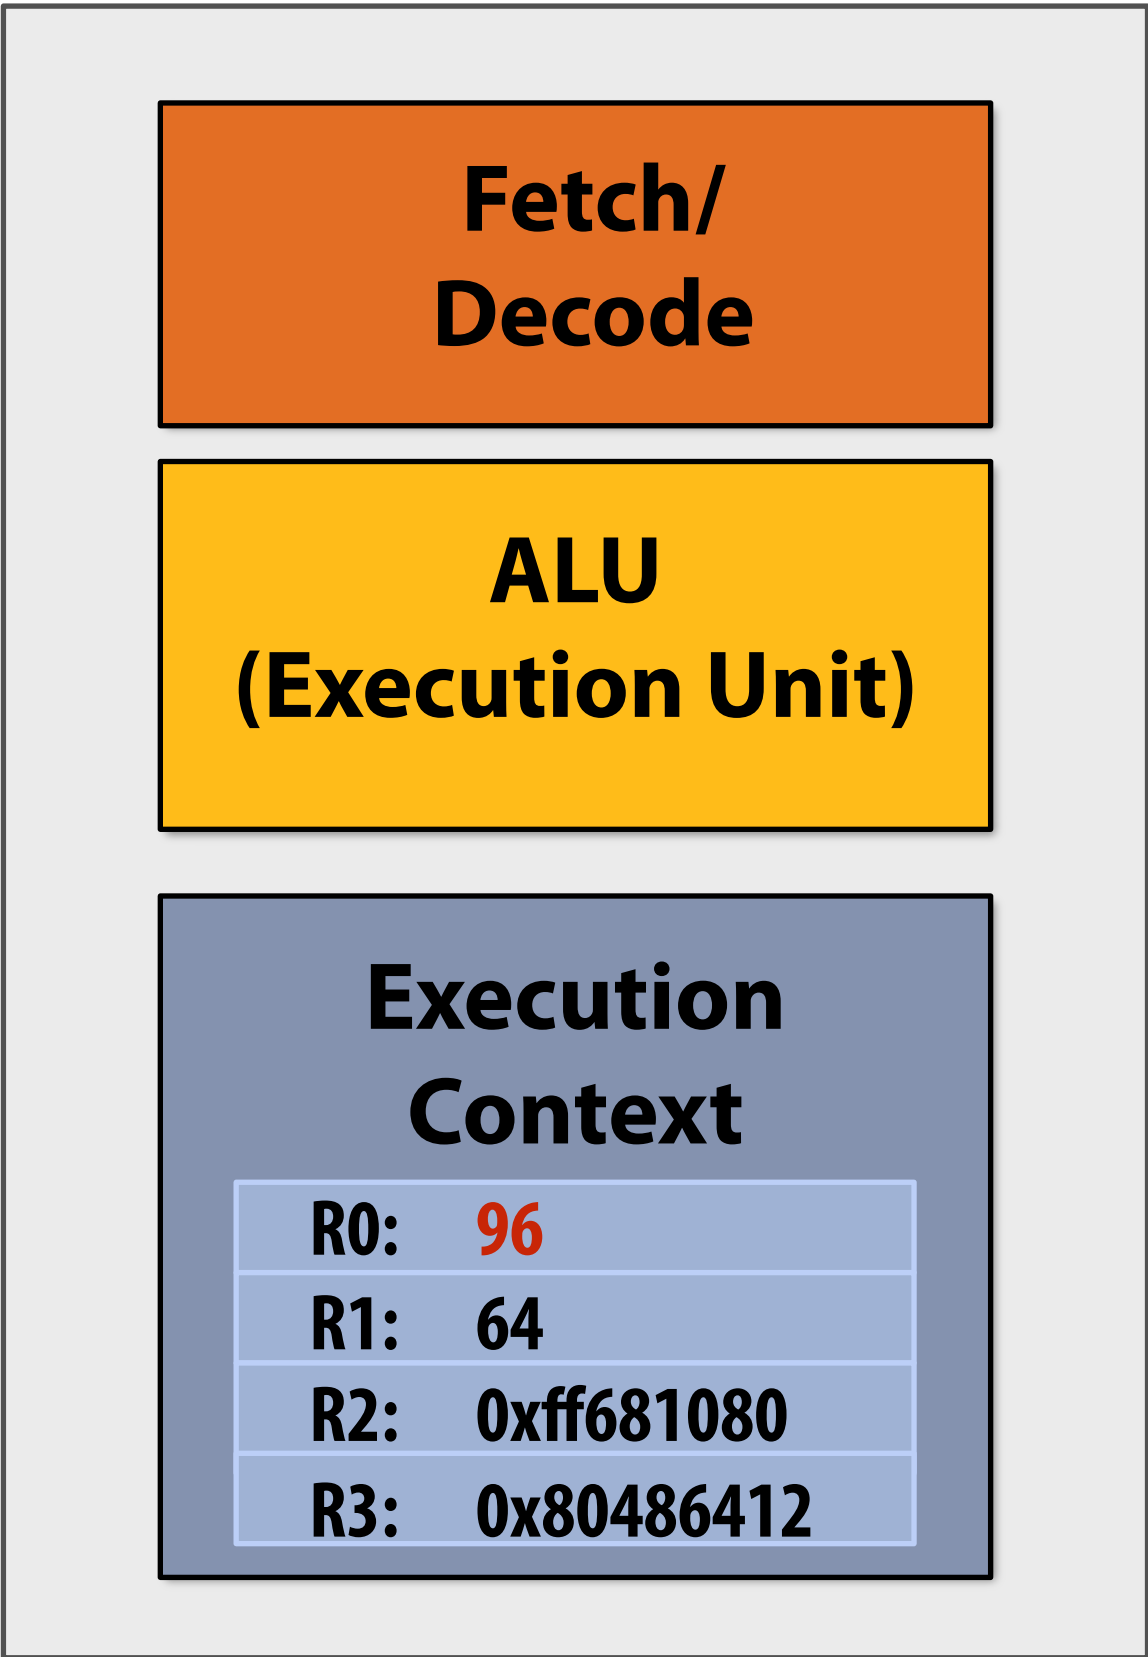 Fetch/
Decode
ALU
(Execution Unit)
Execution
Context
R0: 96
R1: 64
R2: 0xff681080
R3: 0x80486412